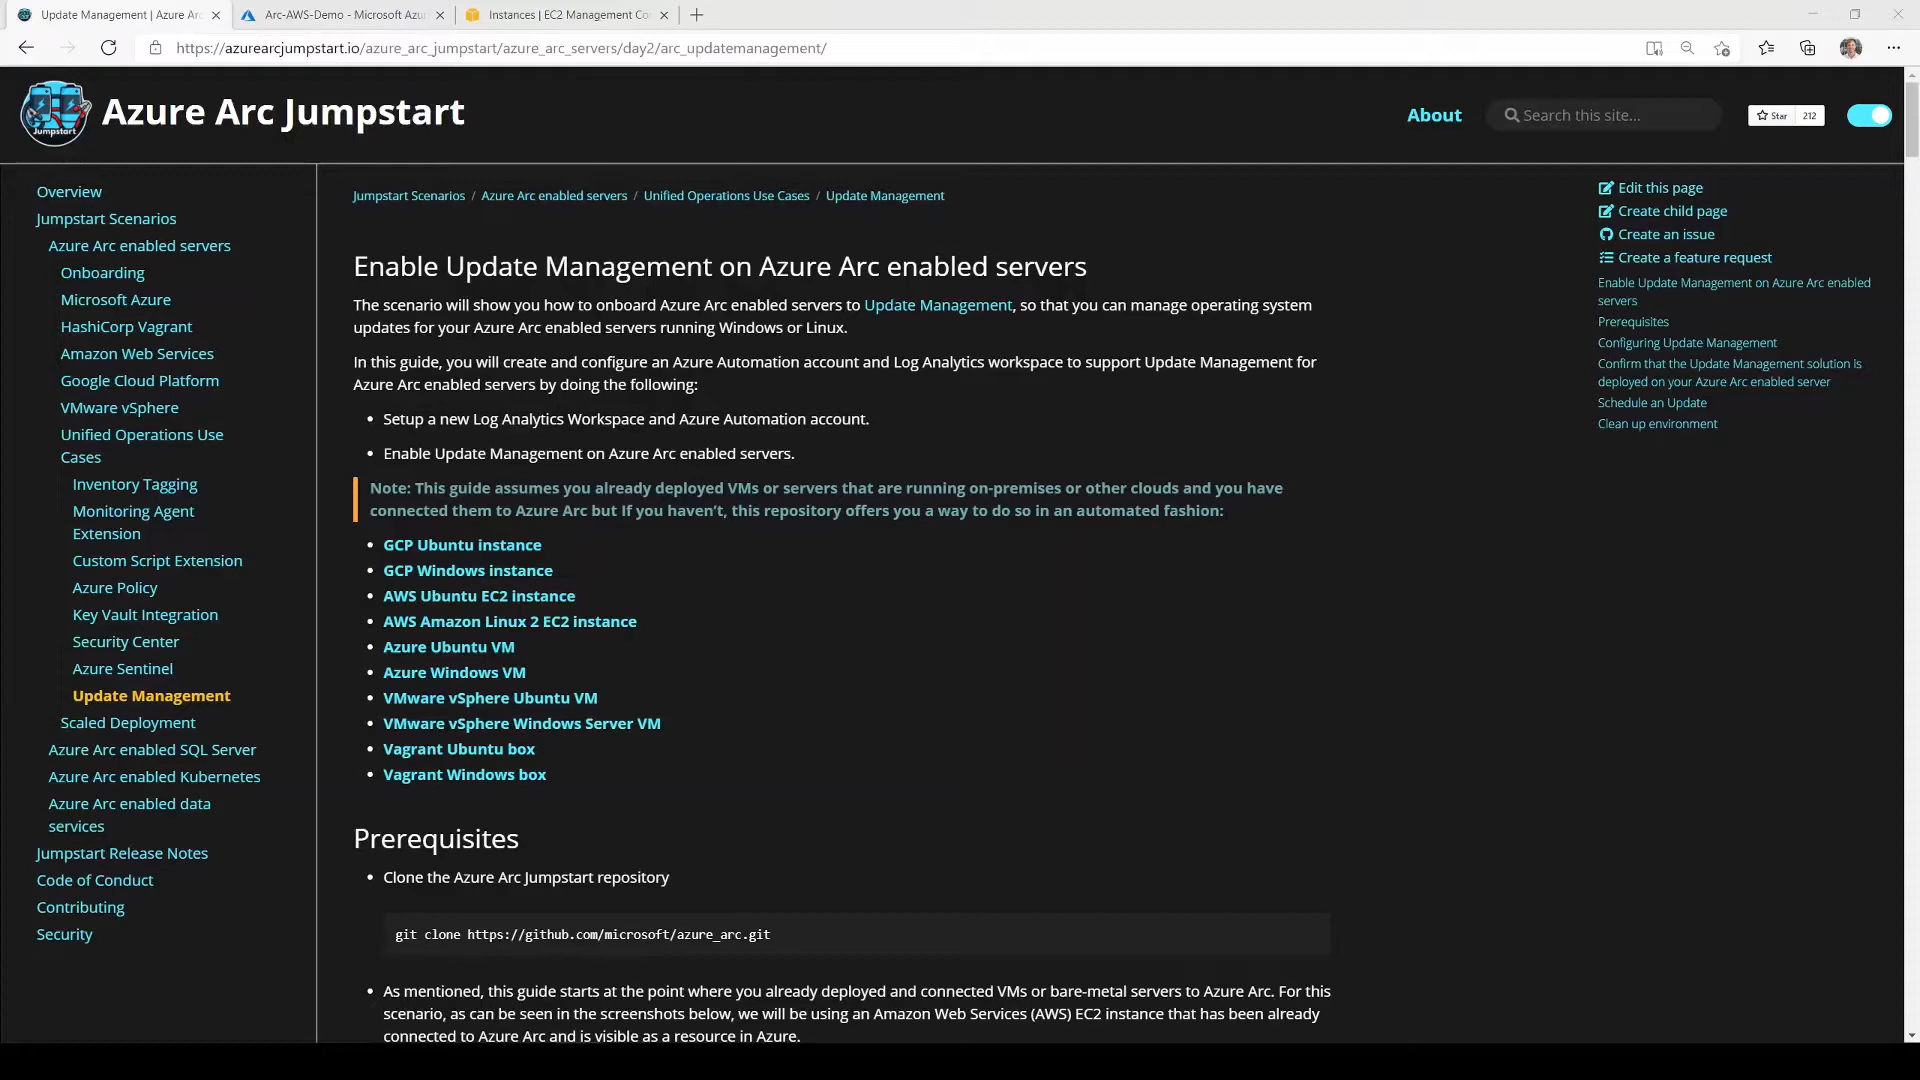 Update Management | Azure Arc
Arc-AWS-Demo - Microsoft Azu
Instances | EC2 Management Co
https://azurearcjumpstart.io/azure_arc_jumpstart/azure_arc_servers/day2/arc_updatemanagement/
Jumpstart
Azure Arc Jumpstart
About
Search this site...
Star
212
Overview
Jumpstart Scenarios
Azure Arc enabled servers
Onboarding
Microsoft Azure
HashiCorp Vagrant
Amazon Web Services
Google Cloud Platform
VMware vSphere
Unified Operations Use
Cases
Inventory Tagging
Monitoring Agent
Extension
Custom Script Extension
Azure Policy
Key Vault Integration
Security Center
Azure Sentinel
Update Management
Scaled Deployment
Azure Arc enabled SQL Server
Azure Arc enabled Kubernetes
Azure Arc enabled data
services
Jumpstart Release Notes
Code of Conduct
Contributing
Security
Jumpstart Scenarios / Azure Arc enabled servers / Unified Operations Use Cases / Update Management
Enable Update Management on Azure Arc enabled servers
The scenario will show you how to onboard Azure Arc enabled servers to Update Management, so that you can manage operating system
updates for your Azure Arc enabled servers running Windows or Linux.
In this guide, you will create and configure an Azure Automation account and Log Analytics workspace to support Update Management for
Azure Arc enabled servers by doing the following:
• Setup a new Log Analytics Workspace and Azure Automation account.
• Enable Update Management on Azure Arc enabled servers.
Note: This guide assumes you already deployed VMs or servers that are running on-premises or other clouds and you have
connected them to Azure Arc but If you haven't, this repository offers you a way to do so in an automated fashion:
• GCP Ubuntu instance
• GCP Windows instance
• AWS Ubuntu EC2 instance
• AWS Amazon Linux 2 EC2 instance
• Azure Ubuntu VM
• Azure Windows VM
• VMware vSphere Ubuntu VM
• VMware vSphere Windows Server VM
• Vagrant Ubuntu box
• Vagrant Windows box
Prerequisites
• Clone the Azure Arc Jumpstart repository
git clone https://github.com/microsoft/azure_arc.git
• As mentioned, this guide starts at the point where you already deployed and connected VMs or bare-metal servers to Azure Arc. For this
scenario, as can be seen in the screenshots below, we will be using an Amazon Web Services (AWS) EC2 instance that has been already
connected to Azure Arc and is visible as a resource in Azure.
Edit this page
Create child page
Create an issue
Create a feature request
Enable Update Management on Azure Arc enabled
servers
Prerequisites
Configuring Update Management
Confirm that the Update Management solution is
deployed on your Azure Arc enabled server
Schedule an Update
Clean up environment